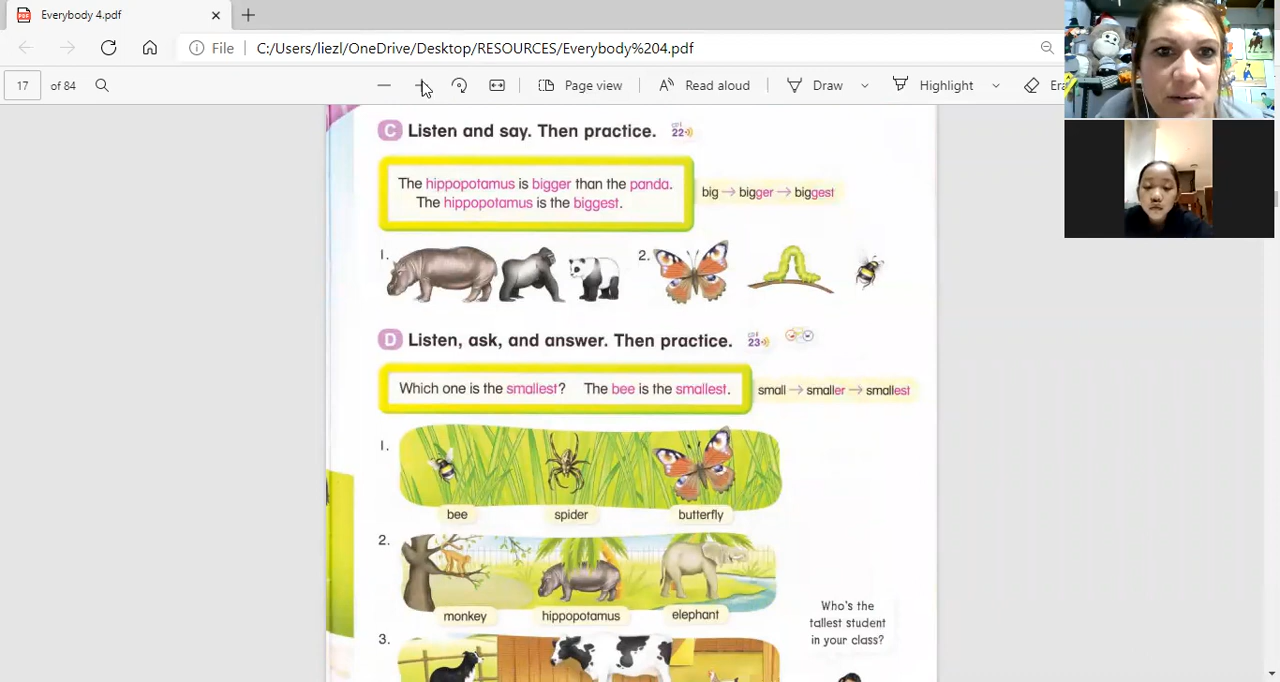 Everybody 4.pdf
File
C:/Users/liezl/OneDrive/Desktop/RESOURCES/Everybody%204.pdf
17 of 84
Page view
Read aloud
Draw
Highlight
C Listen and say. Then practice. 22
The hippopotamus is bigger than the panda.
The hippopotamus is the biggest.
big → bigger → biggest
1.
2.
D Listen, ask, and answer. Then practice. 23
Which one is the smallest? The bee is the smallest.
small → smaller → smallest
1.
bee spider butterfly
2.
monkey hippopotamus elephant
Who's the
tallest student
in your class?
3.